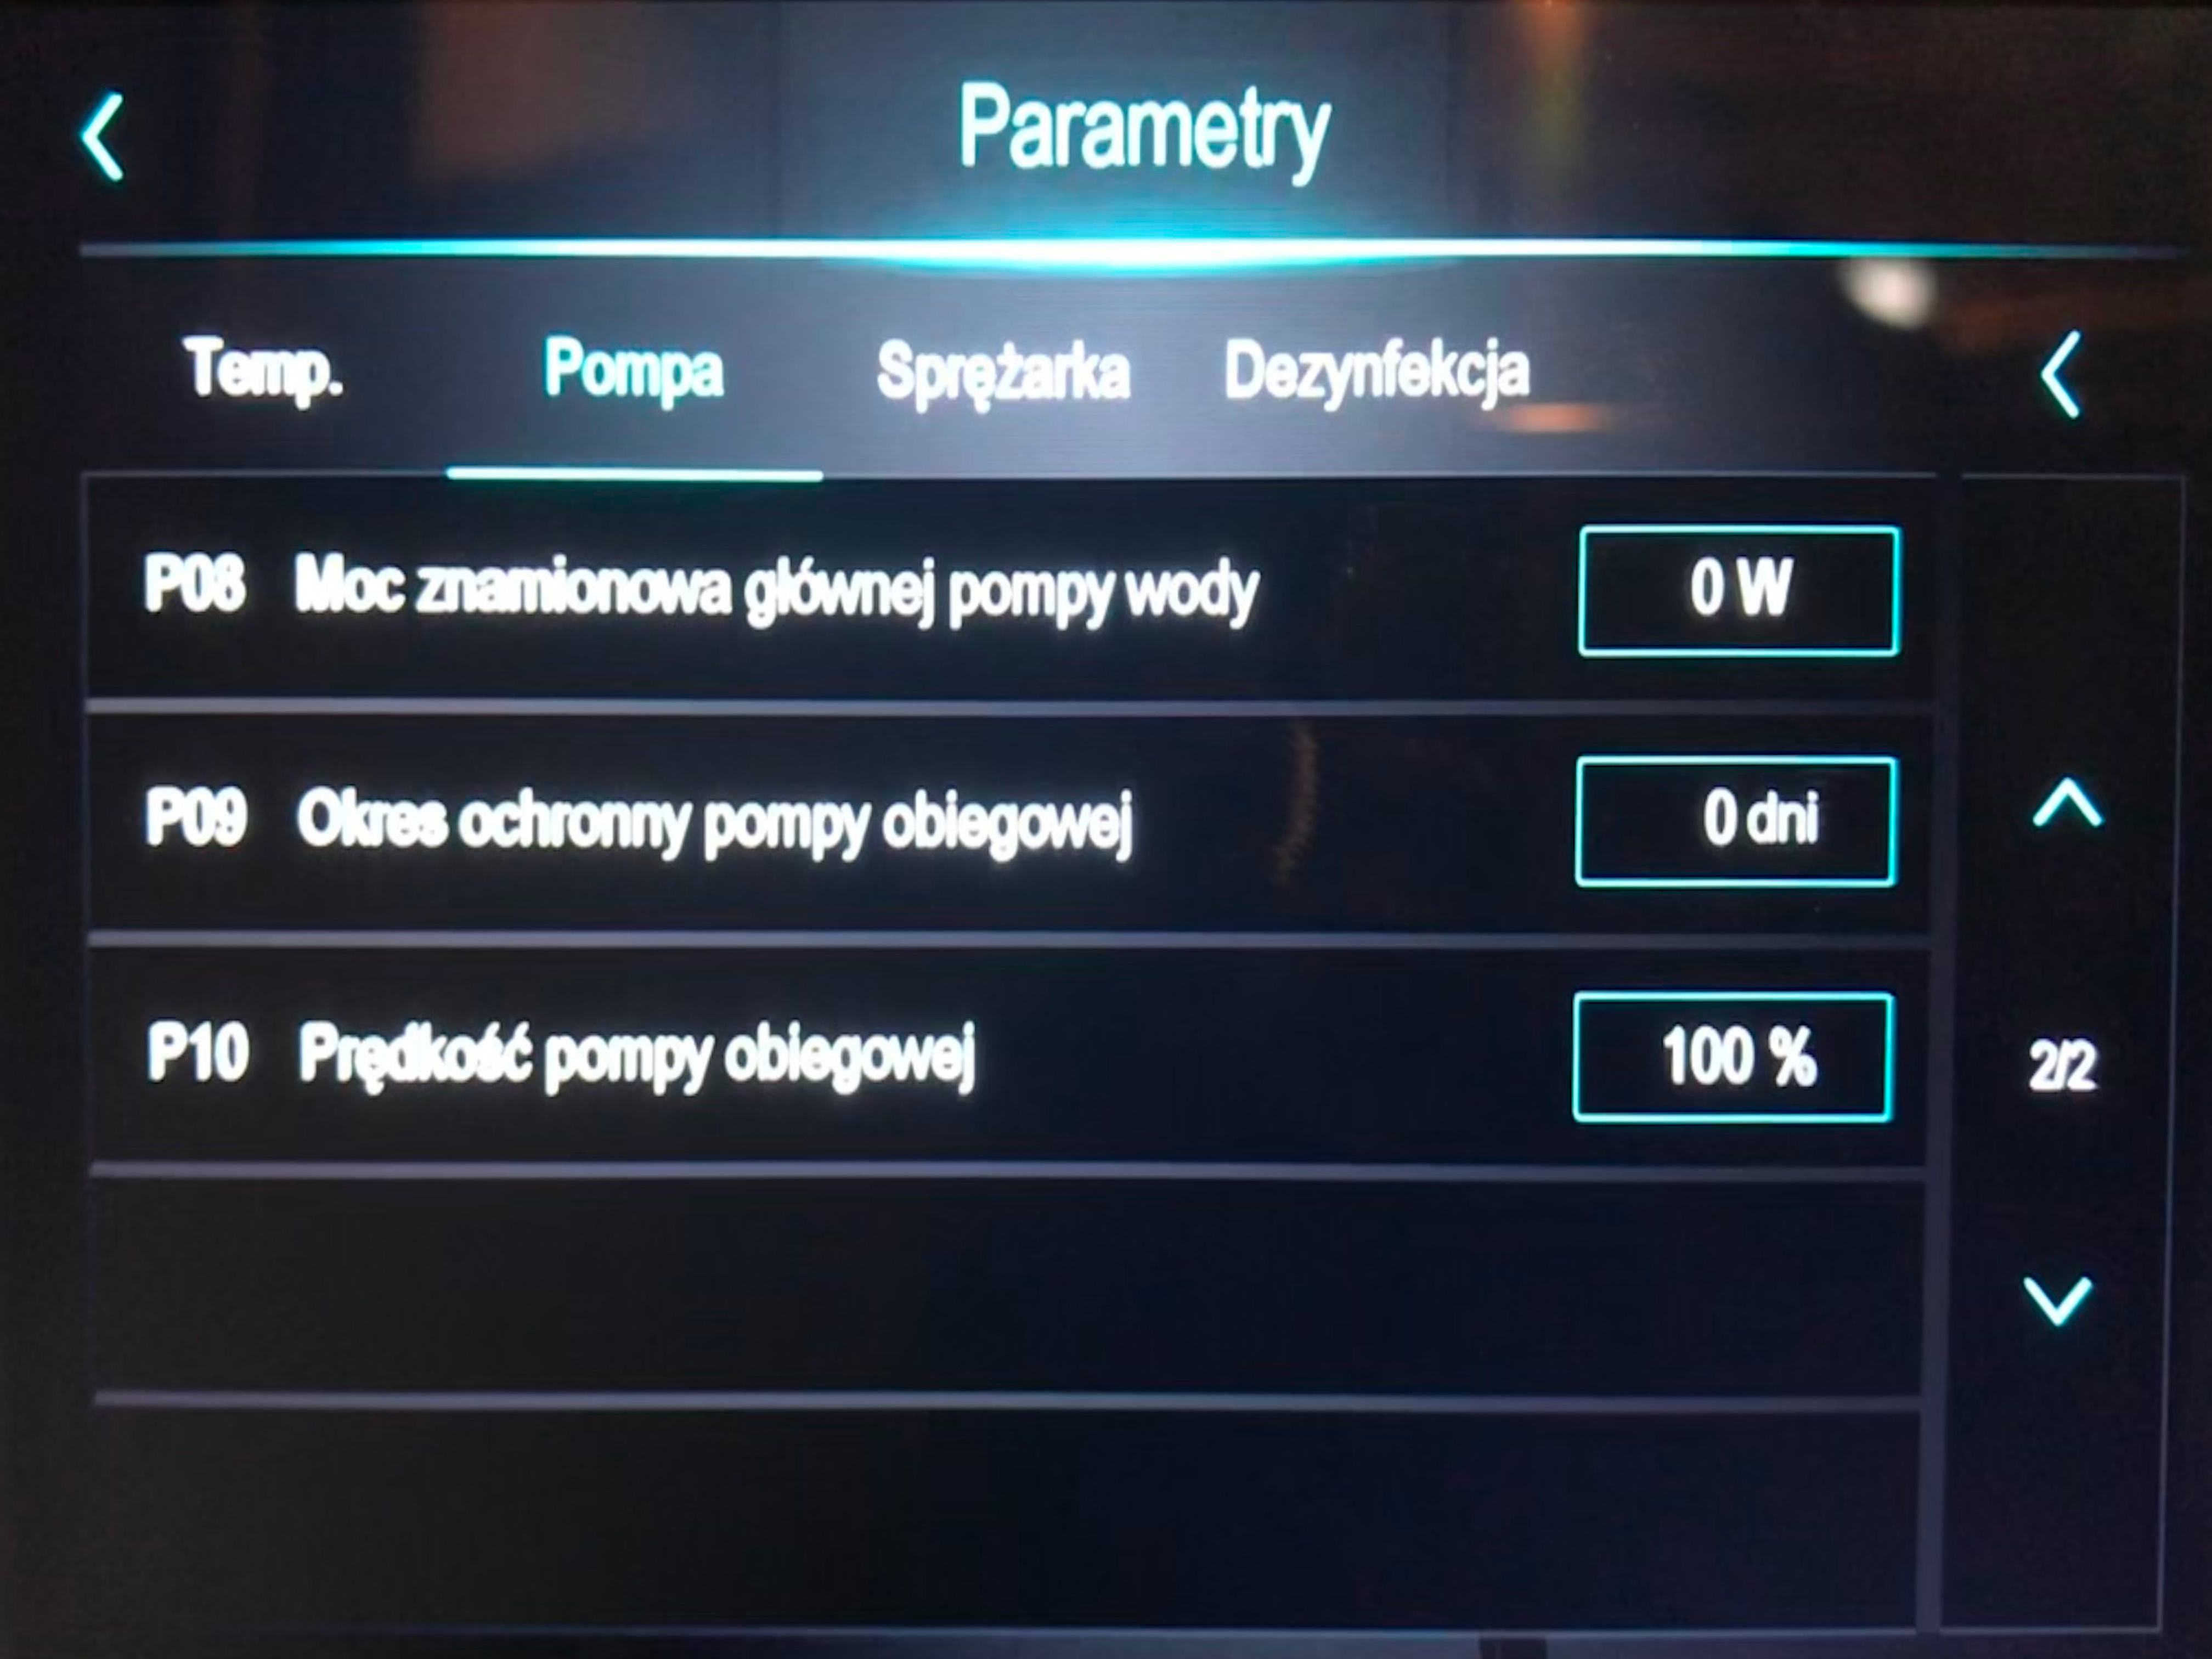 Parametry
Temp. Pompa Sprężarka Dezynfekcja
P08 Moc znamionowa głównej pompy wody 0 W
P09 Okres ochronny pompy obiegowej 0 dni
P10 Prędkość pompy obiegowej 100 %
2/2